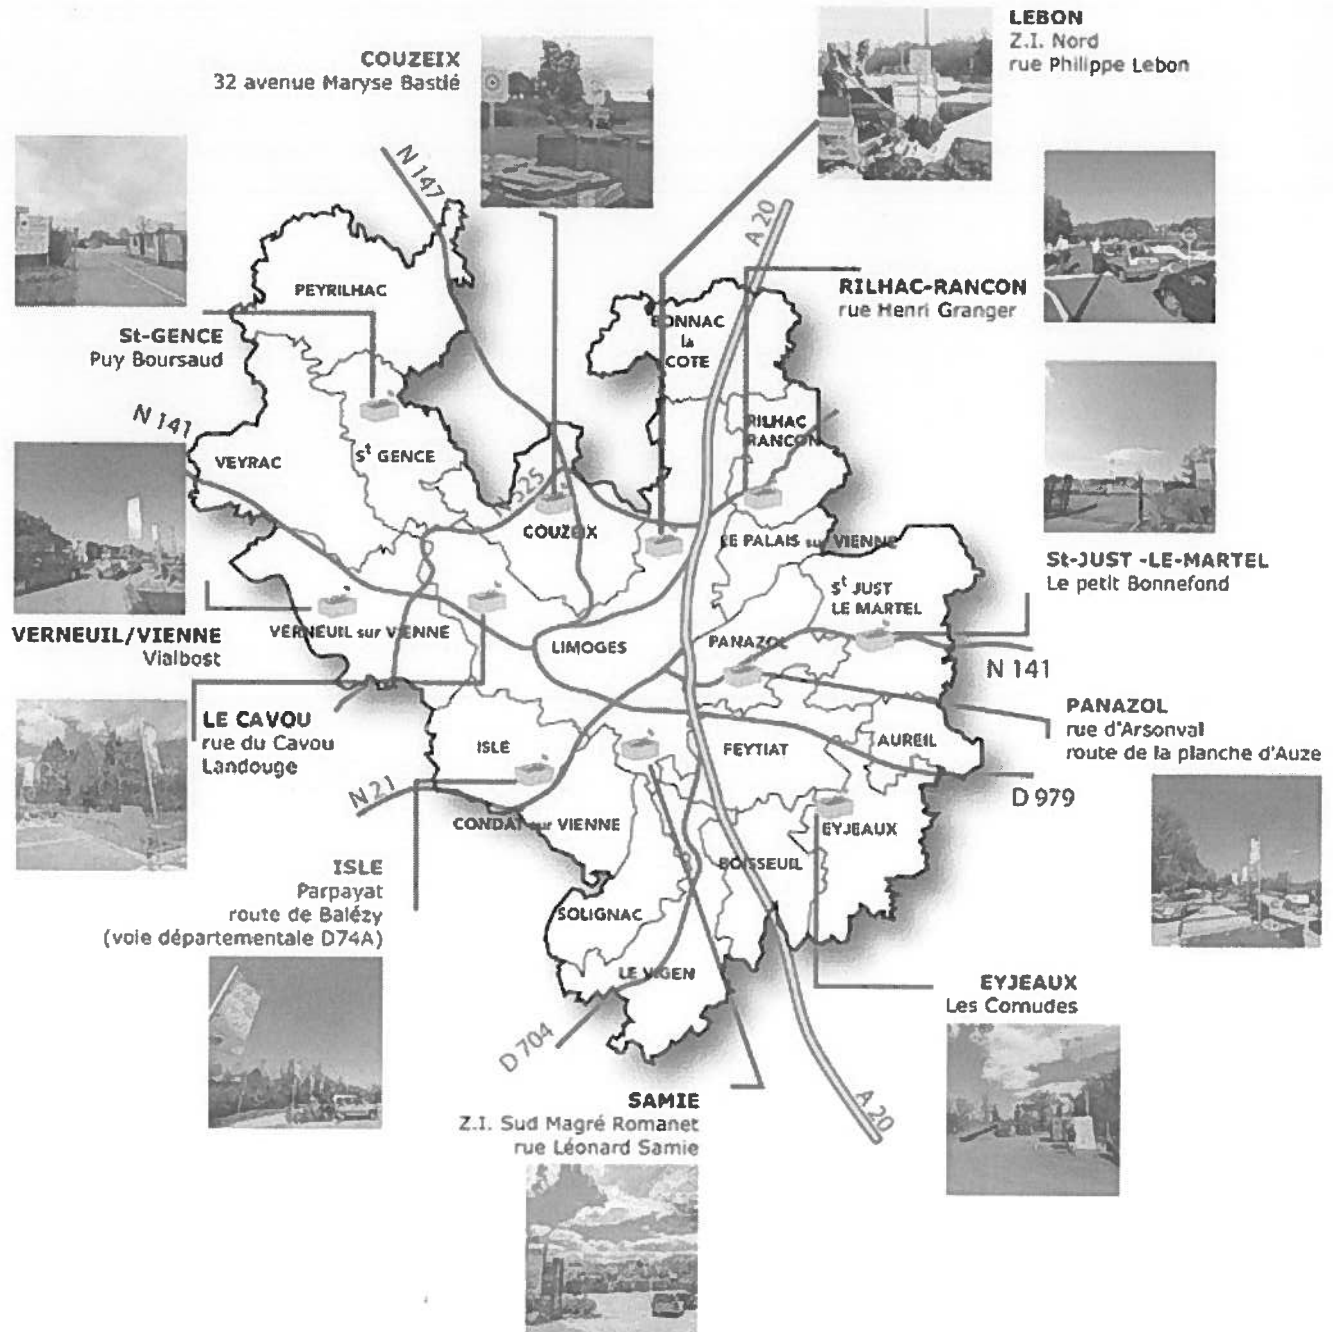 LEBON
Z.I. Nord
rue Philippe Lebon
COUZEIX
32 avenue Maryse Bastié
N 147
A 20
PEYRILHAC
RILHAC-RANCON
rue Henri Granger
BONNAC
la
COTE
St-GENCE
Puy Boursaud
N 141
RILHAC
RANCON
VEYRAC
St GENCE
525
COUZEIX
LE PALAIS sur VIENNE
St-JUST -LE-MARTEL
Le petit Bonnefond
St JUST
LE MARTEL
VERNEUIL/VIENNE
Vialbost
VERNEUIL sur VIENNE
LIMOGES
PANAZOL
N 141
LE CAVOU
rue du Cavou
Landouge
PANAZOL
rue d'Arsonval
route de la planche d'Auze
ISLE
FEYTIAT
AUREIL
N 21
D 979
CONDAT sur VIENNE
EYJEAUX
BOISSEUIL
ISLE
Parpayat
route de Balézy
(voie départementale D74A)
SOLIGNAC
LE VIGEN
EYJEAUX
Les Cornudes
D 704
SAMIE
Z.I. Sud Magré Romanet
rue Léonard Samie
A 20